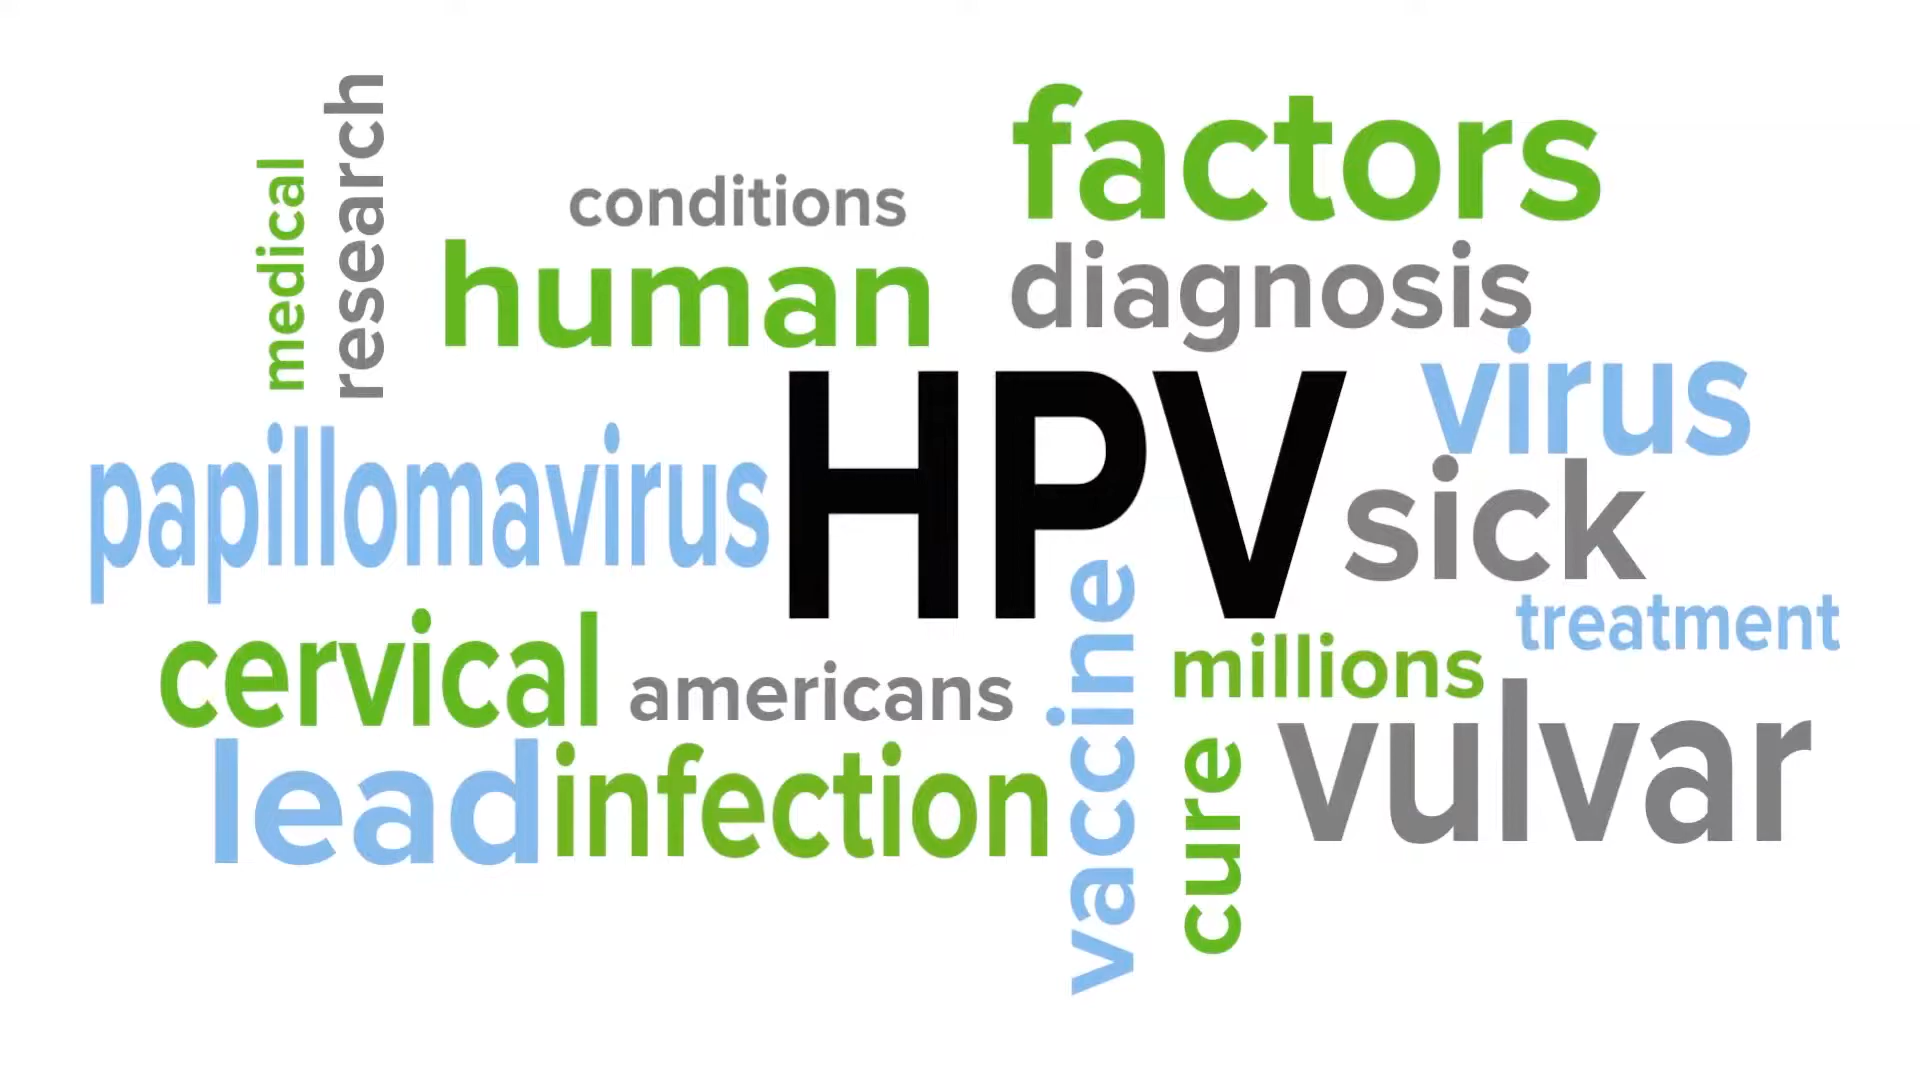 medical
research
conditions
human
factors
diagnosis
virus
papillomavirus
HPV
sick
treatment
cervical
americans
vaccine
millions
lead
infection
cure
vulvar